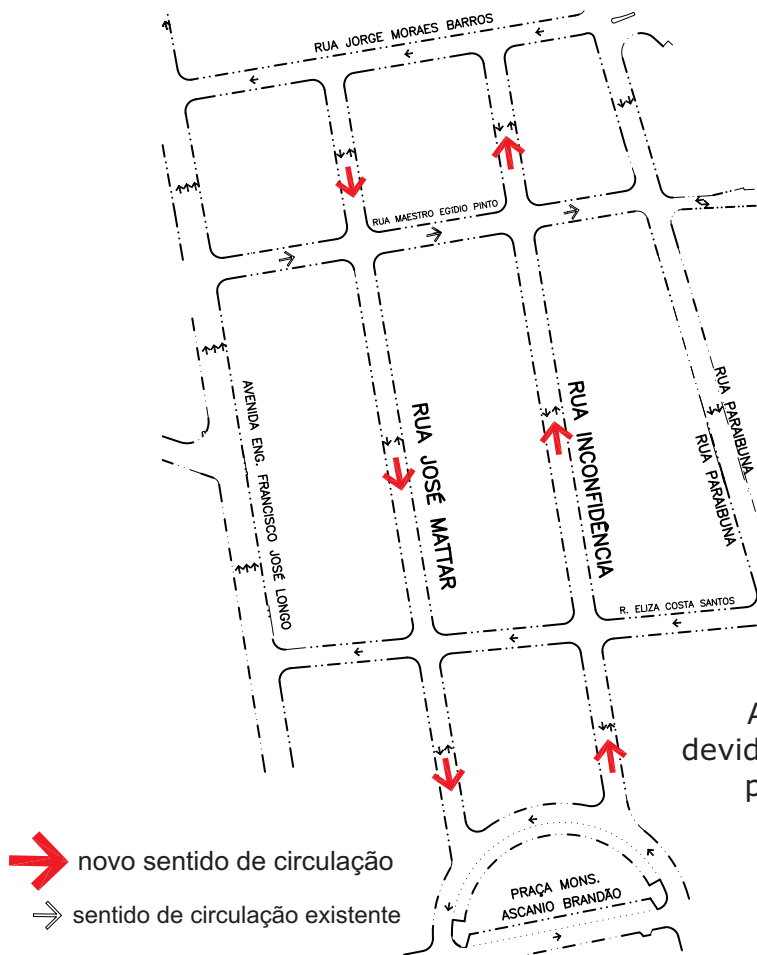 RUA JORGE MORAES BARROS
RUA MAESTRO EGÍDIO PINTO
AVENIDA ENG. FRANCISCO JOSÉ LONGO
RUA JOSÉ MATTAR
RUA INCONFIDÊNCIA
RUA PARAIBUNA
RUA PARAIBUNA
R. ELIZA COSTA SANTOS
A
devid
p
novo sentido de circulação
sentido de circulação existente
PRAÇA MONS.
ASCANIO BRANDÃO